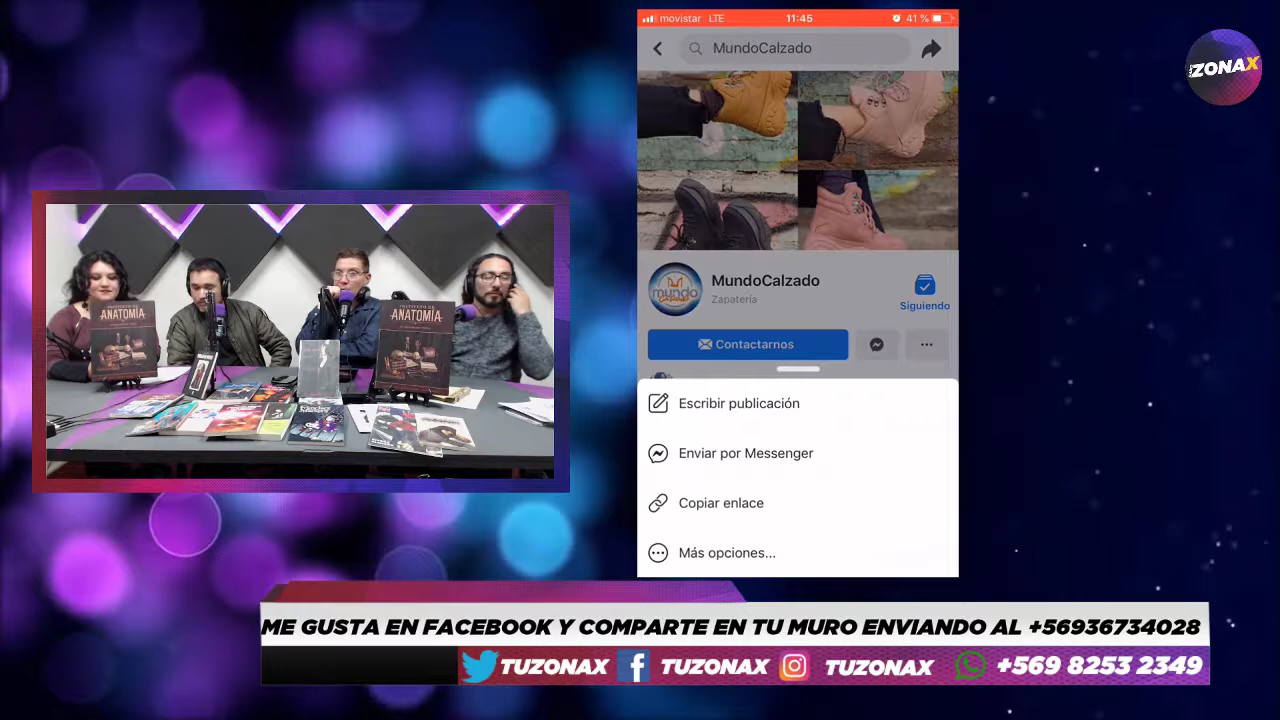 movistar LTE 11:45 41 %
MundoCalzado
ZONAX
MundoCalzado
Zapatería
Siguiendo
Contactarnos
Escribir publicación
Enviar por Messenger
Copiar enlace
Más opciones...
ANATOMÍA
ANATOMÍA
ME GUSTA EN FACEBOOK Y COMPARTE EN TU MURO ENVIANDO AL +56936734028
TUZONAX TUZONAX TUZONAX +569 8253 2349